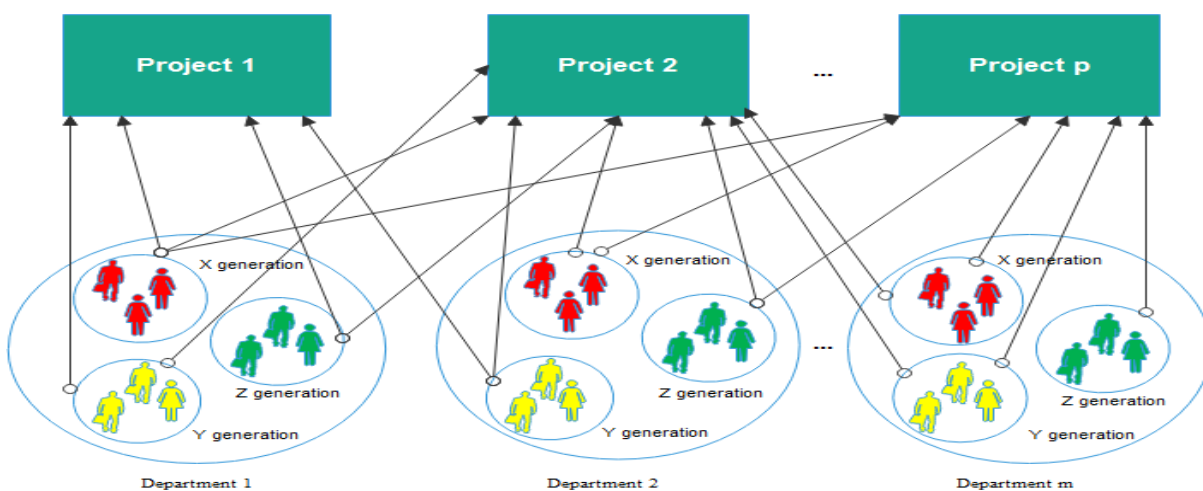 Project 1
Project 2
...
Project p
X generation
X generation
X generation
Z generation
Z generation
...
Z generation
Y generation
Y generation
Y generation
Department 1
Department 2
Department m